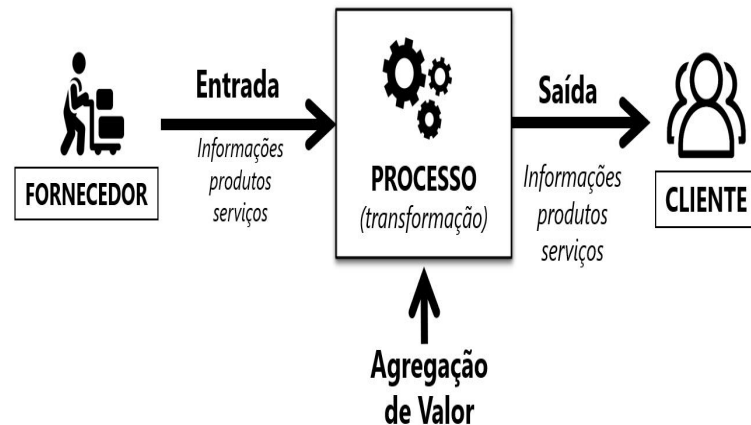 FORNECEDOR
Entrada
Informações
produtos
serviços
PROCESSO
(transformação)
Saída
Informações
produtos
serviços
CLIENTE
Agregação
de Valor